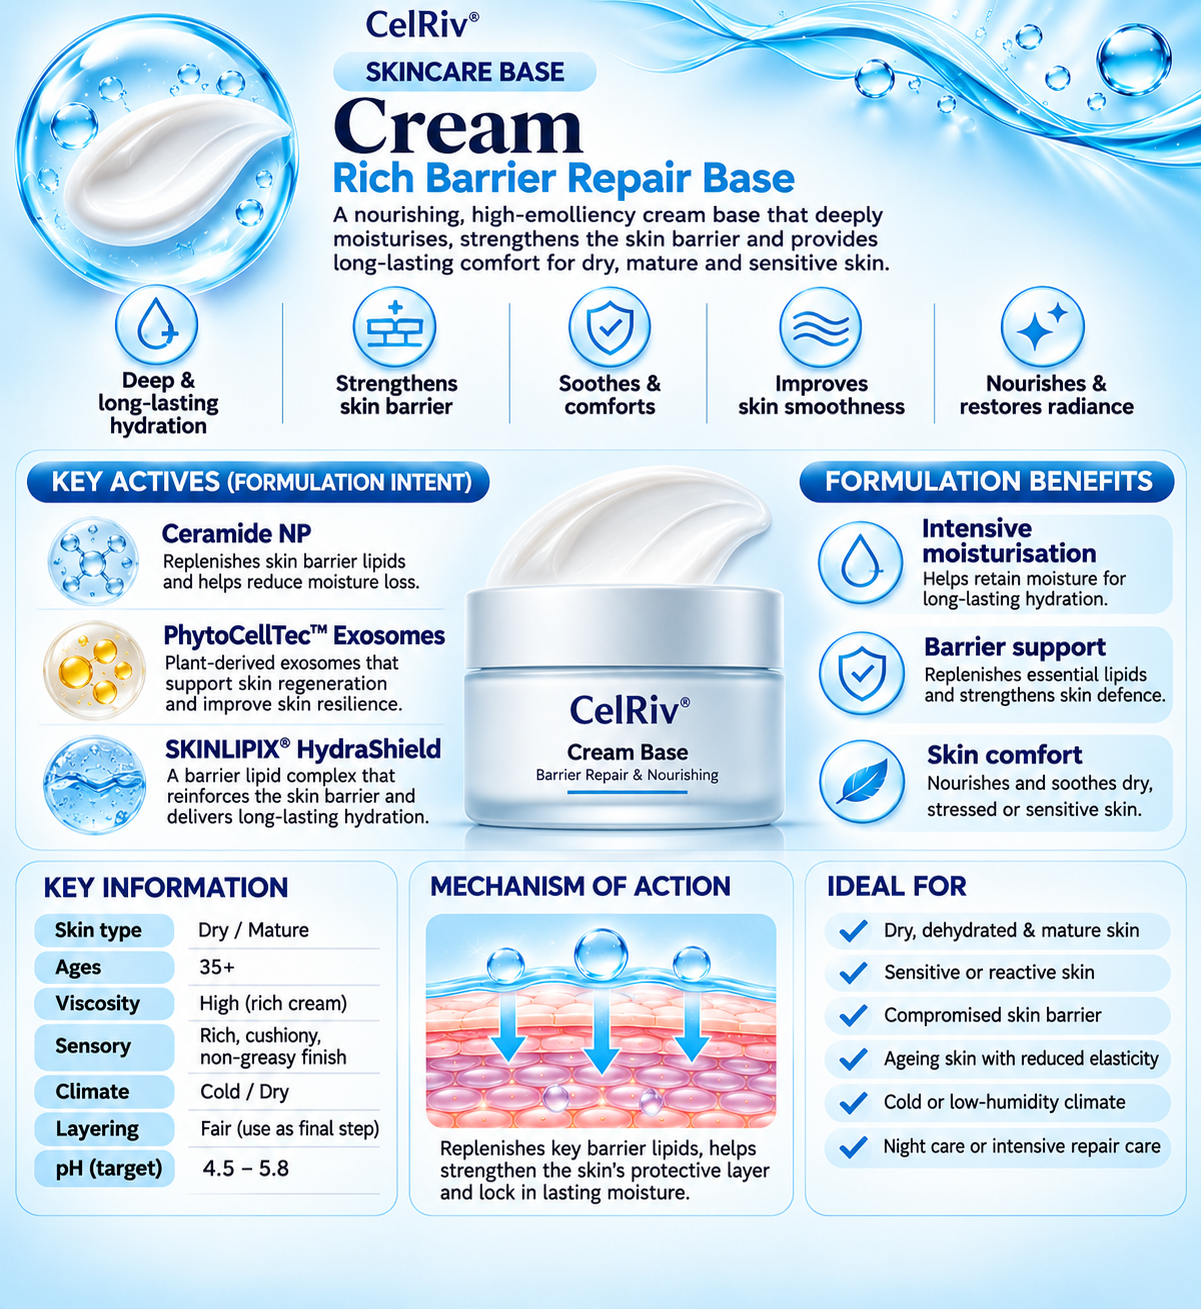 CelRiv®
SKINCARE BASE
Cream
Rich Barrier Repair Base
A nourishing, high-emolliency cream base that deeply
moisturises, strengthens the skin barrier and provides
long-lasting comfort for dry, mature and sensitive skin.
Deep &
long-lasting
hydration
Strengthens
skin barrier
Soothes &
comforts
Improves
skin smoothness
Nourishes &
restores radiance
KEY ACTIVES (FORMULATION INTENT)
Ceramide NP
Replenishes skin barrier lipids
and helps reduce moisture loss.
PhytoCellTec™ Exosomes
Plant-derived exosomes that
support skin regeneration
and improve skin resilience.
SKINLIPIX® HydraShield
A barrier lipid complex that
reinforces the skin barrier and
delivers long-lasting hydration.
CelRiv®
Cream Base
Barrier Repair & Nourishing
FORMULATION BENEFITS
Intensive
moisturisation
Helps retain moisture for
long-lasting hydration.
Barrier support
Replenishes essential lipids
and strengthens skin defence.
Skin comfort
Nourishes and soothes dry,
stressed or sensitive skin.
KEY INFORMATION
Skin type Dry / Mature
Ages 35+
Viscosity High (rich cream)
Sensory Rich, cushiony,
non-greasy finish
Climate Cold / Dry
Layering Fair (use as final step)
pH (target) 4.5 – 5.8
MECHANISM OF ACTION
Replenishes key barrier lipids, helps
strengthen the skin's protective layer
and lock in lasting moisture.
IDEAL FOR
Dry, dehydrated & mature skin
Sensitive or reactive skin
Compromised skin barrier
Ageing skin with reduced elasticity
Cold or low-humidity climate
Night care or intensive repair care